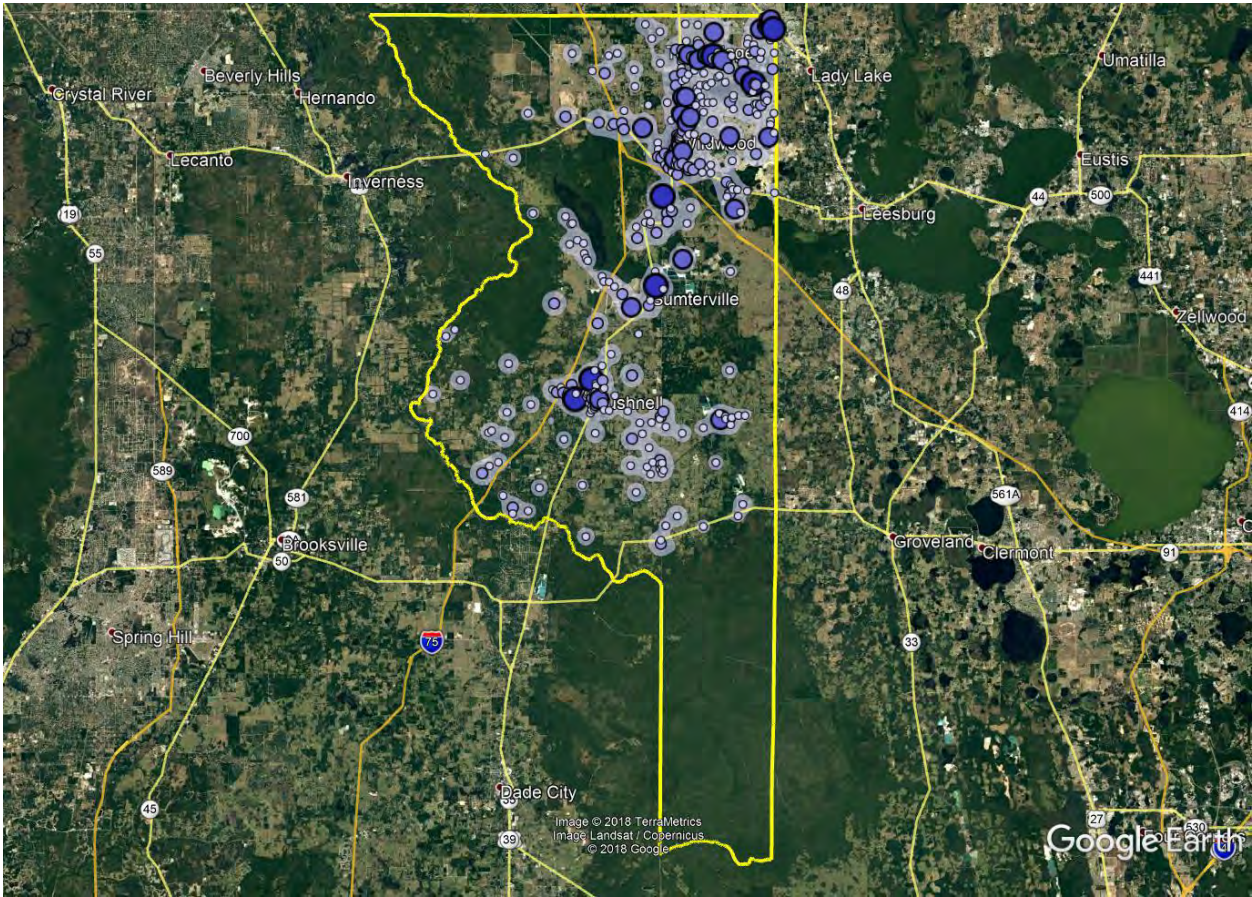 Beverly Hills
Crystal River
Hernando
Lady Lake
Umatilla
Lecanto
Wildwood
Eustis
Inverness
44
500
19
Leesburg
55
441
48
Sumterville
Zellwood
Bushnell
414
700
589
581
561A
Brooksville
50
Groveland
Clermont
91
Spring Hill
75
33
Dade City
45
39
27
530
Image © 2018 TerraMetrics
Image Landsat / Copernicus
© 2018 Google
Google Earth